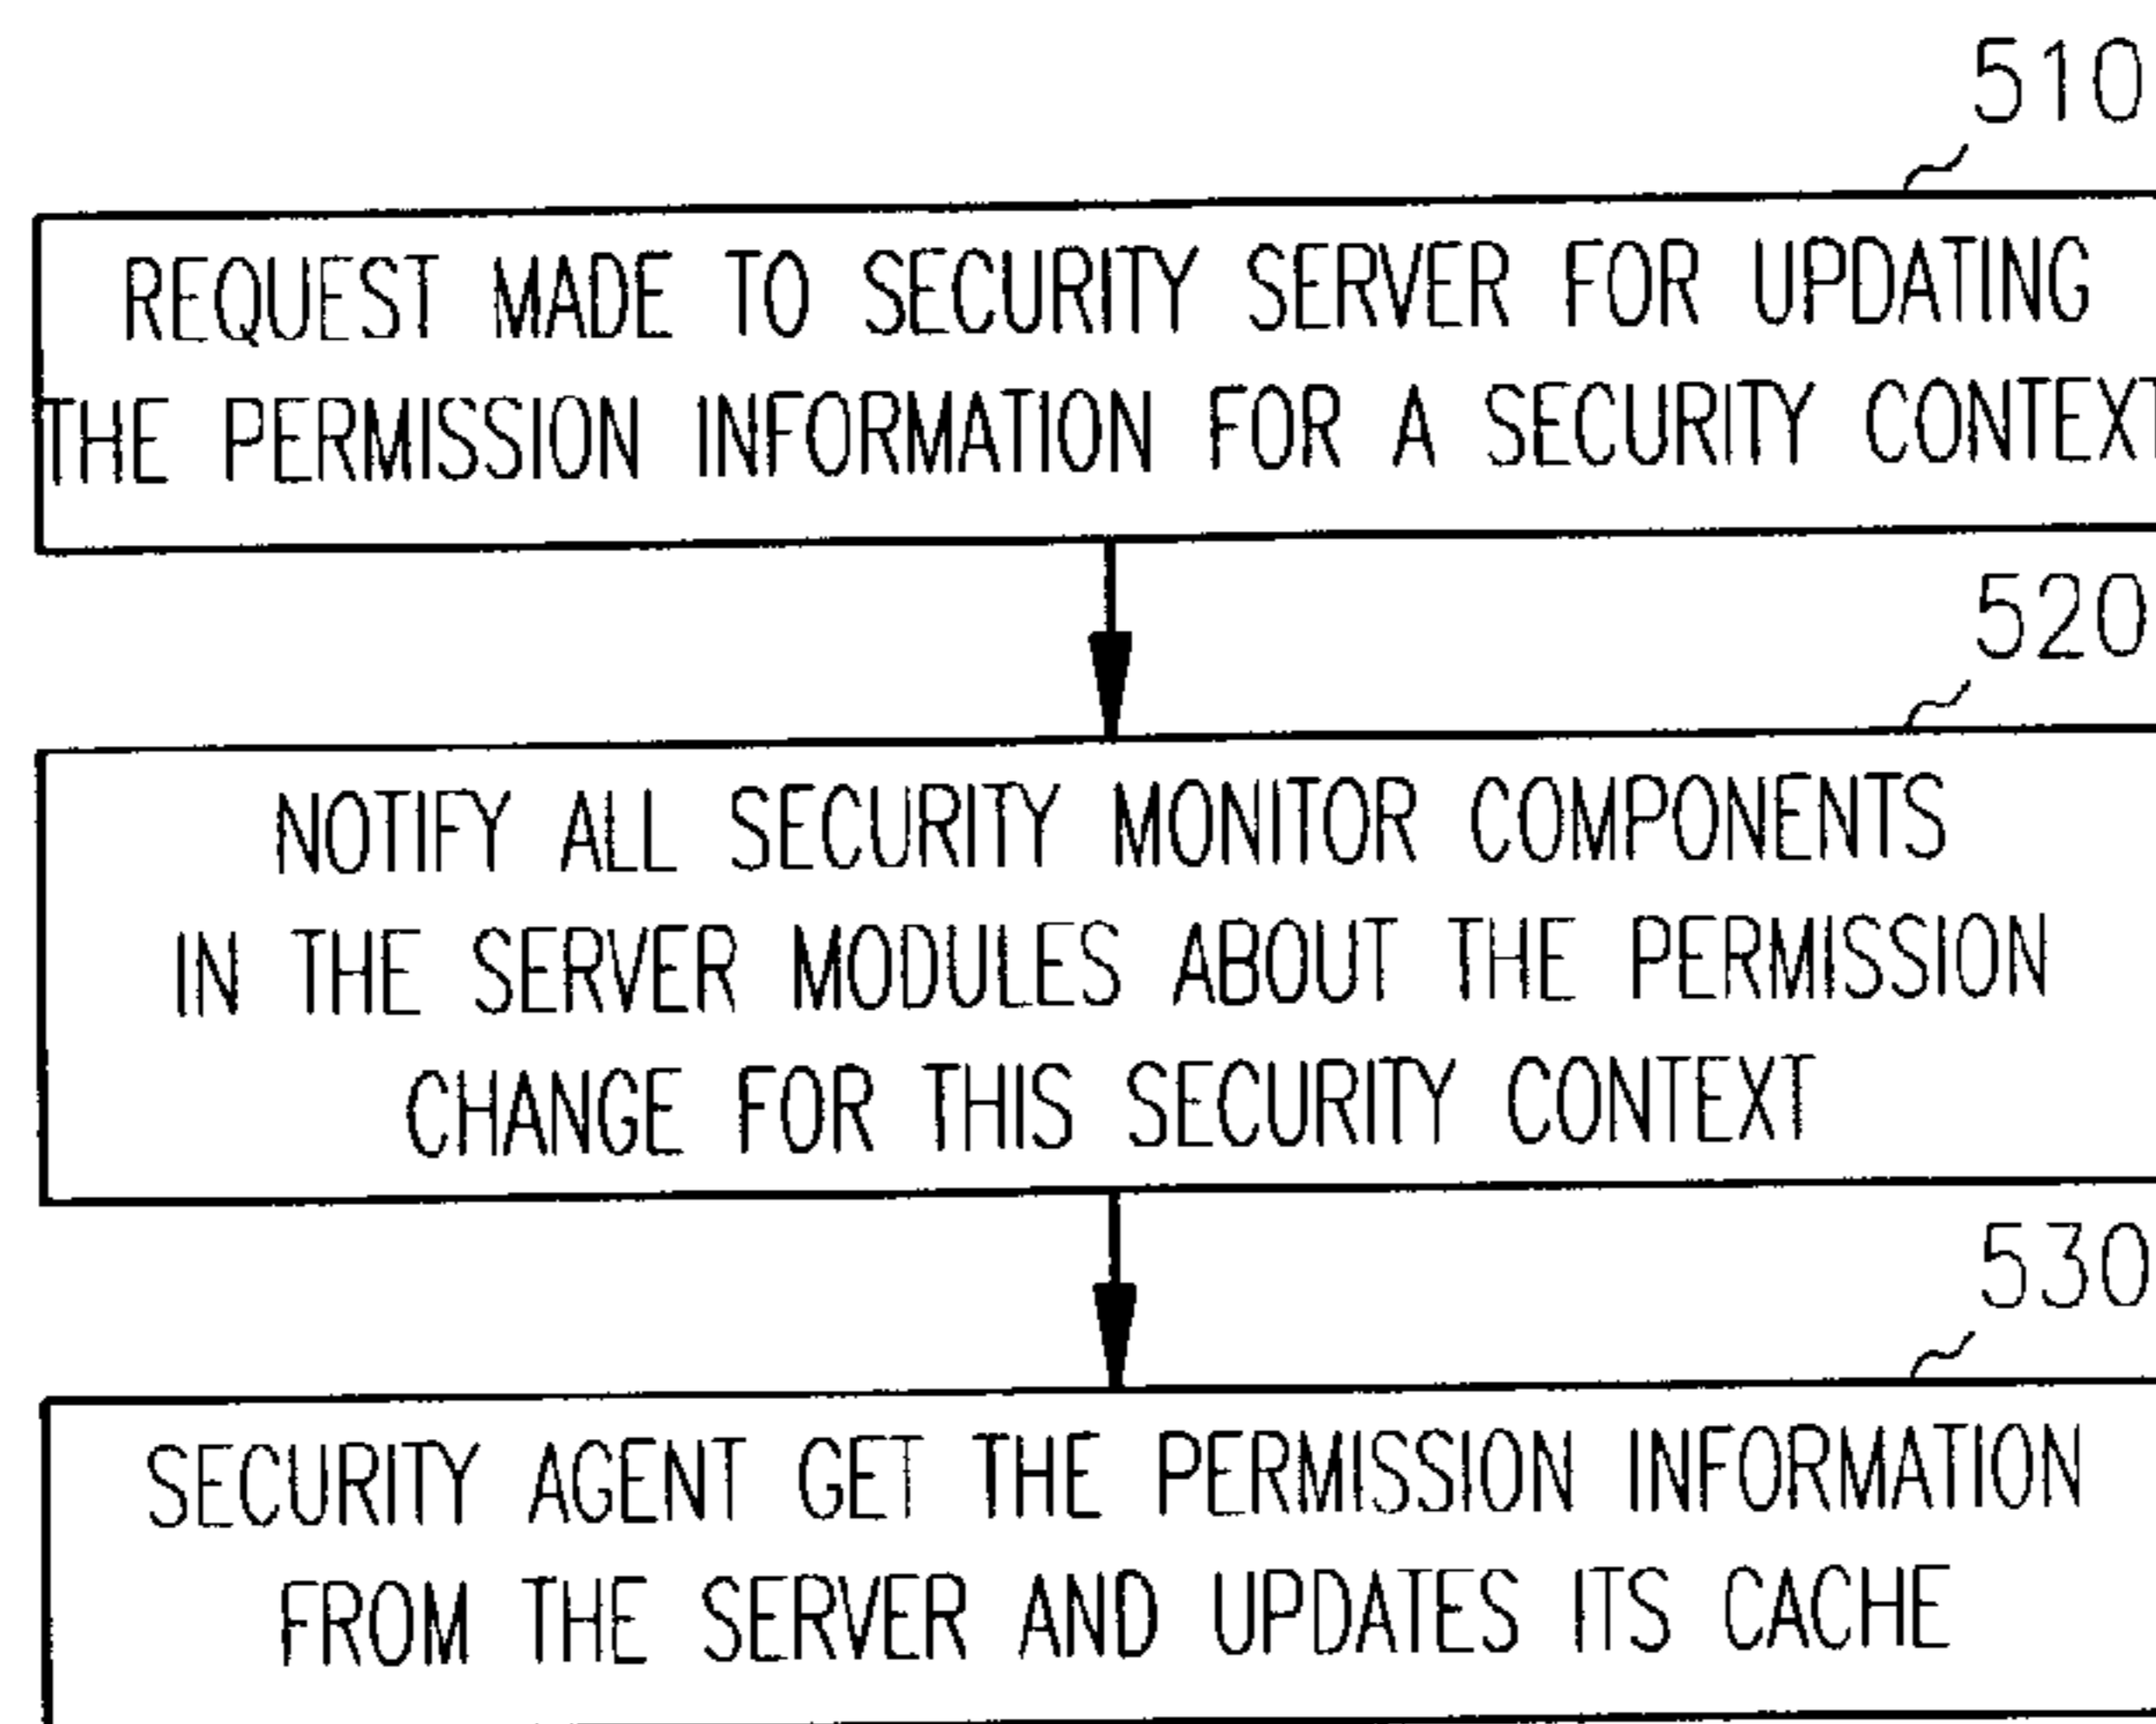 510
REQUEST MADE TO SECURITY SERVER FOR UPDATING
THE PERMISSION INFORMATION FOR A SECURITY CONTEXT
520
NOTIFY ALL SECURITY MONITOR COMPONENTS
IN THE SERVER MODULES ABOUT THE PERMISSION
CHANGE FOR THIS SECURITY CONTEXT
530
SECURITY AGENT GET THE PERMISSION INFORMATION
FROM THE SERVER AND UPDATES ITS CACHE